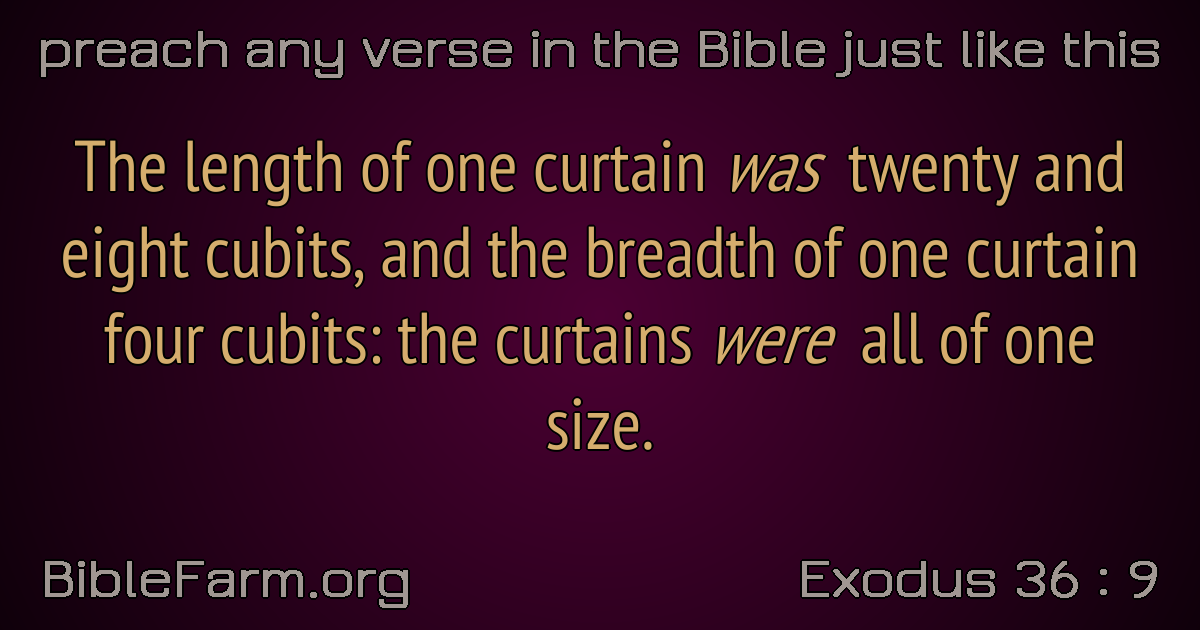 preach any verse in the Bible just like this
The length of one curtain was twenty and
eight cubits, and the breadth of one curtain
four cubits: the curtains were all of one
size.
BibleFarm.org
Exodus 36 : 9